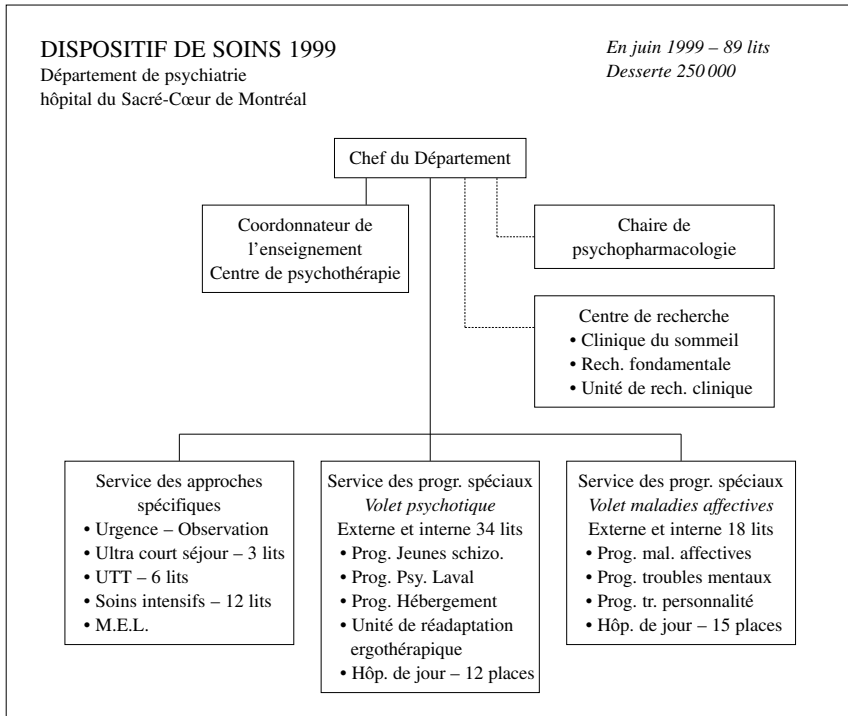 DISPOSITIF DE SOINS 1999
Département de psychiatrie
hôpital du Sacré-Cœur de Montréal
En juin 1999 – 89 lits
Desserte 250 000
Chef du Département
Coordonnateur de
l'enseignement
Centre de psychothérapie
Chaire de
psychopharmacologie
Centre de recherche
• Clinique du sommeil
• Rech. fondamentale
• Unité de rech. clinique
Service des approches
spécifiques
• Urgence – Observation
• Ultra court séjour – 3 lits
• UTT – 6 lits
• Soins intensifs – 12 lits
• M.E.L.
Service des progr. spéciaux
Volet psychotique
Externe et interne 34 lits
• Prog. Jeunes schizo.
• Prog. Psy. Laval
• Prog. Hébergement
• Unité de réadaptation
ergothérapique
• Hôp. de jour – 12 places
Service des progr. spéciaux
Volet maladies affectives
Externe et interne 18 lits
• Prog. mal. affectives
• Prog. troubles mentaux
• Prog. tr. personnalité
• Hôp. de jour – 15 places